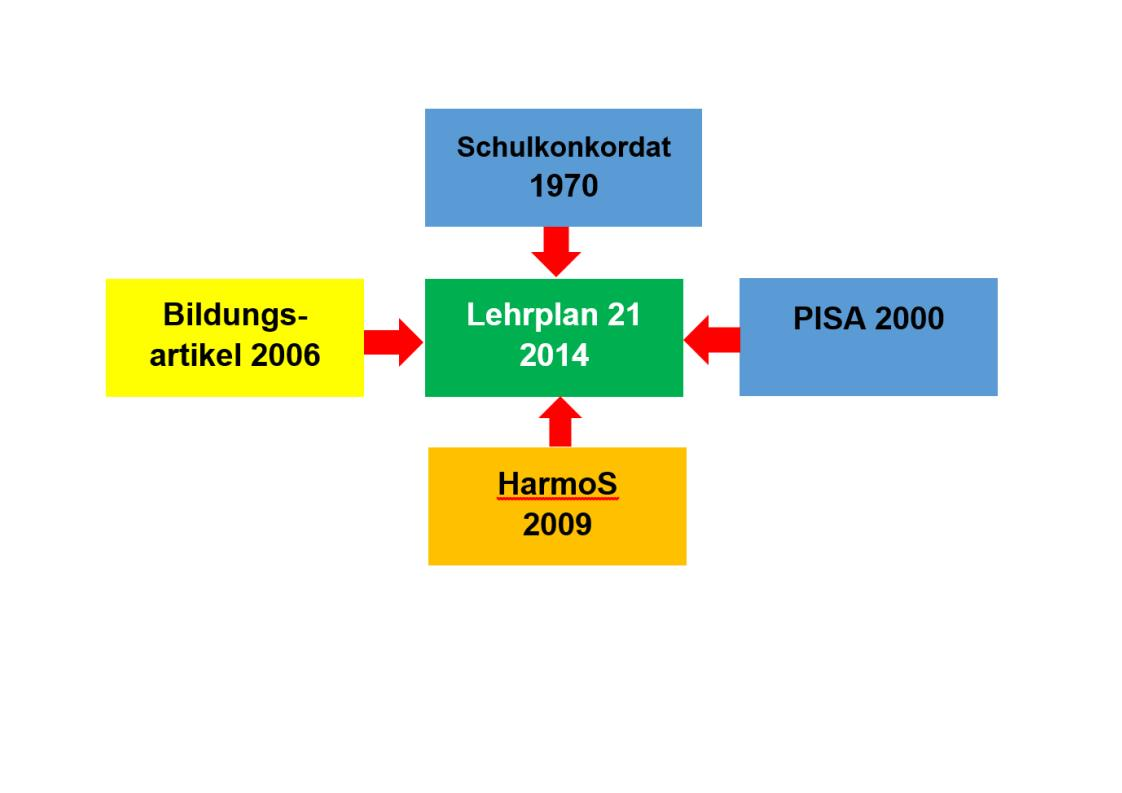 Schulkonkordat
1970
Bildungs-
artikel 2006
Lehrplan 21
2014
PISA 2000
HarmoS
2009